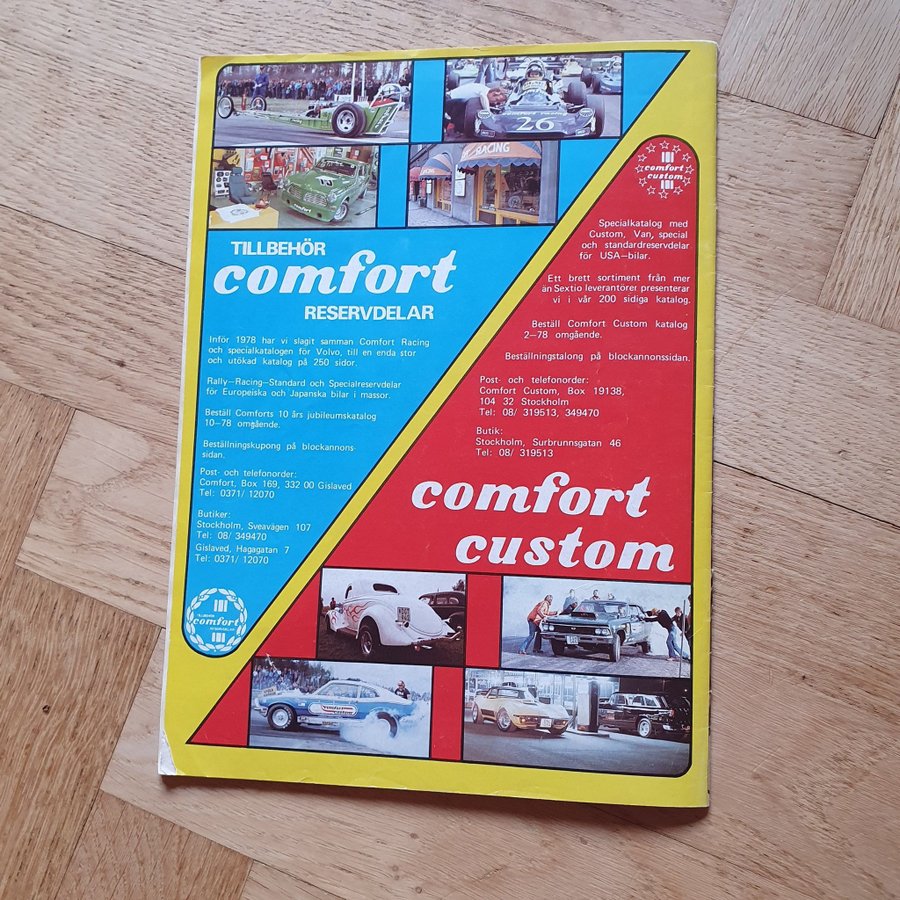 26
RACING
TILLBEHÖR
comfort
RESERVDELAR
Inför 1978 har vi slagit samman Comfort Racing
och specialkatalogen för Volvo, till en enda stor
och utökad katalog på 250 sidor.
Rally–Racing–Standard och Specialreservdelar
för Europeiska och Japanska bilar i massor.
Beställ Comforts 10 års jubileumskatalog
10–78 omgående.
Beställningskupong på blockannons-
sidan.
Post- och telefonorder:
Comfort, Box 169, 332 00 Gislaved
Tel: 0371/ 12070
Butiker:
Stockholm, Sveavägen 107
Tel: 08/ 349470
Gislaved, Hagagatan 7
Tel: 0371/ 12070
TILLBEHÖR
comfort
RESERVDELAR
comfort
custom
Specialkatalog med
Custom, Van, special
och standardreservdelar
för USA–bilar.
Ett brett sortiment från mer
än Sextio leverantörer presenterar
vi i vår 200 sidiga katalog.
Beställ Comfort Custom katalog
2–78 omgående.
Beställningstalong på blockannonssidan.
Post- och telefonorder:
Comfort Custom, Box 19138,
104 32 Stockholm
Tel: 08/ 319513, 349470
Butik:
Stockholm, Surbrunnsgatan 46
Tel: 08/ 319513
comfort
custom